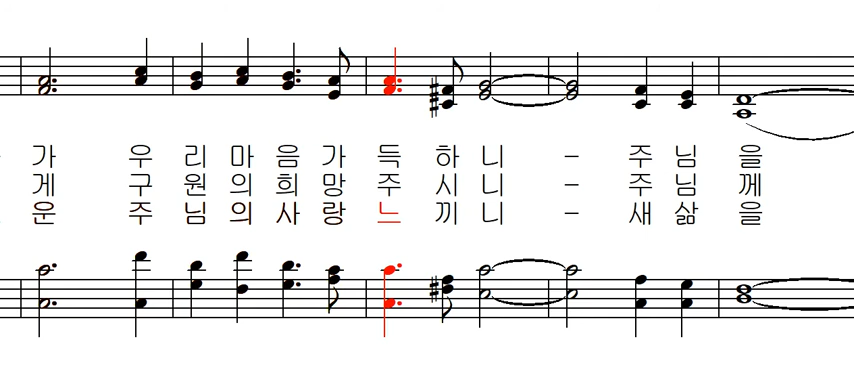 가 우 리 마 음 가 득 하 니 - 주 님 을
게 구 원 의 희 망 주 시 니 - 주 님 께
운 주 님 의 사 랑 느 끼 니 - 새 삶 을